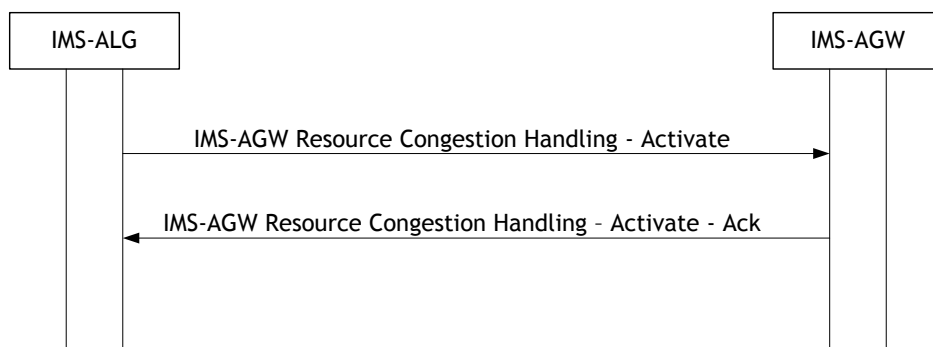 IMS-ALG
IMS-AGW
IMS-AGW Resource Congestion Handling - Activate
IMS-AGW Resource Congestion Handling – Activate - Ack